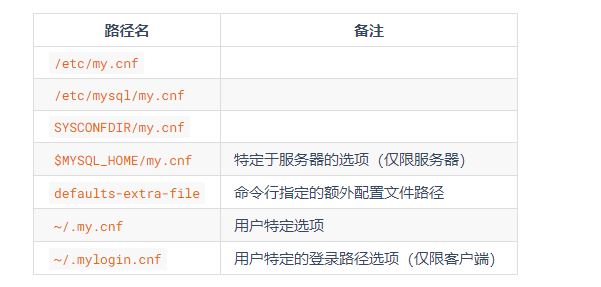 路径名 备注
/etc/my.cnf
/etc/mysql/my.cnf
SYSCONFDIR/my.cnf
$MYSQL_HOME/my.cnf 特定于服务器的选项（仅限服务器）
defaults-extra-file 命令行指定的额外配置文件路径
~/.my.cnf 用户特定选项
~/.mylogin.cnf 用户特定的登录路径选项（仅限客户端）